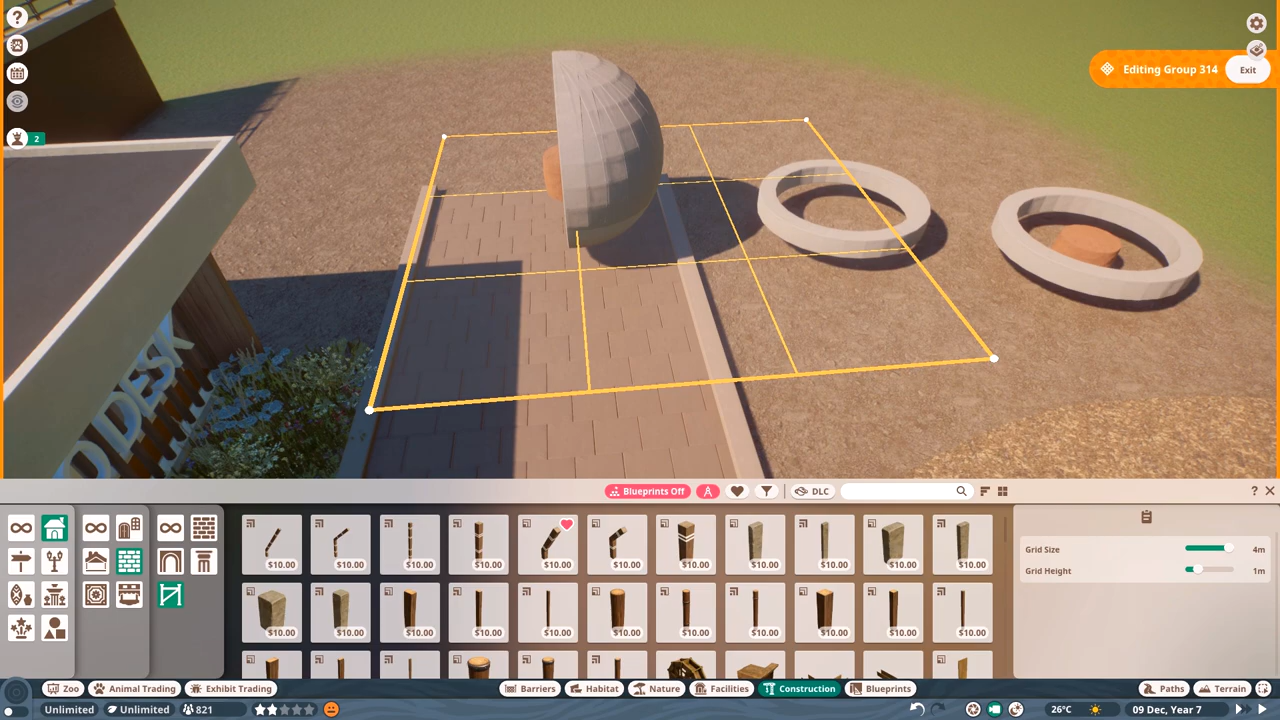 ?
Editing Group 314
Exit
2
ODESK
Blueprints Off
DLC
?
$10.00 $10.00 $10.00 $10.00 $10.00 $10.00 $10.00 $10.00 $10.00 $10.00 $10.00
$10.00 $10.00 $10.00 $10.00 $10.00 $10.00 $10.00 $10.00 $10.00 $10.00 $10.00
Grid Size 4m
Grid Height 1m
Zoo Animal Trading Exhibit Trading Barriers Habitat Nature Facilities Construction Blueprints Paths Terrain
Unlimited Unlimited 821 26°C 09 Dec, Year 7